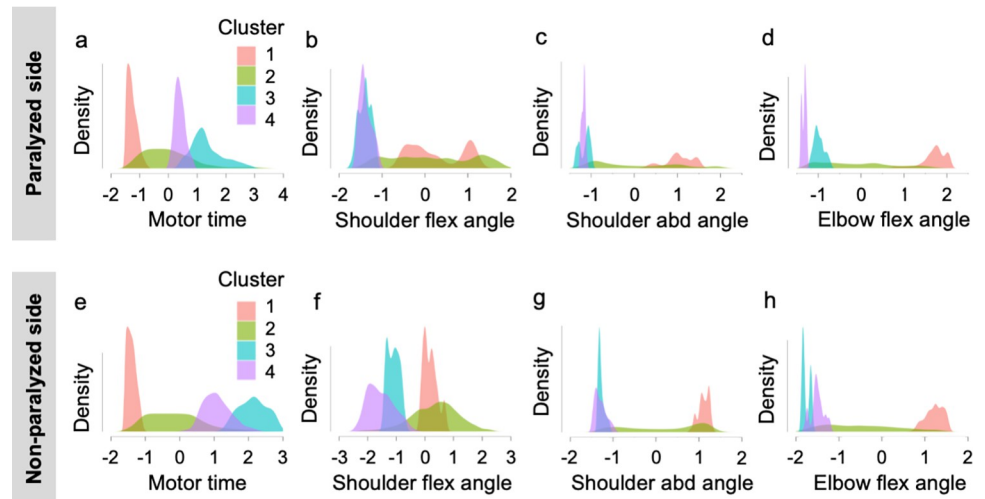 Paralyzed side
Cluster
1
2
3
4
a
Density
-2 -1 0 1 2 3 4
Motor time
b
Density
-2 -1 0 1 2
Shoulder flex angle
c
Density
-1 0 1 2
Shoulder abd angle
d
Density
-1 0 1 2
Elbow flex angle
Non-paralyzed side
Cluster
1
2
3
4
e
Density
-2 -1 0 1 2 3
Motor time
f
Density
-3 -2 -1 0 1 2 3
Shoulder flex angle
g
Density
-2 -1 0 1 2
Shoulder abd angle
h
Density
-2 -1 0 1 2
Elbow flex angle